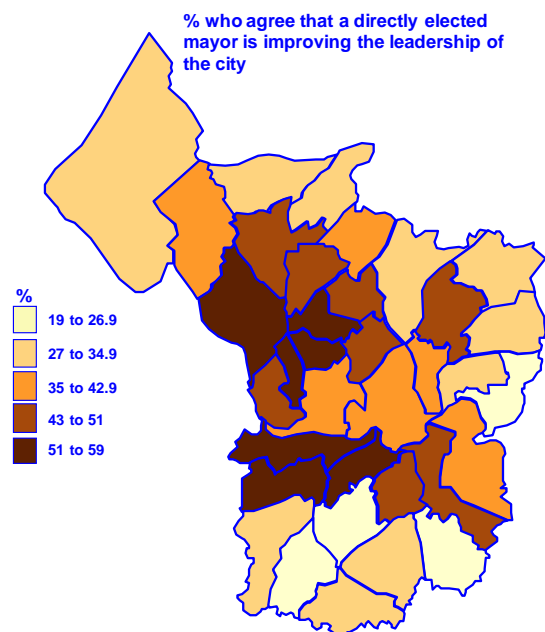 % who agree that a directly elected
mayor is improving the leadership of
the city
%
19 to 26.9
27 to 34.9
35 to 42.9
43 to 51
51 to 59